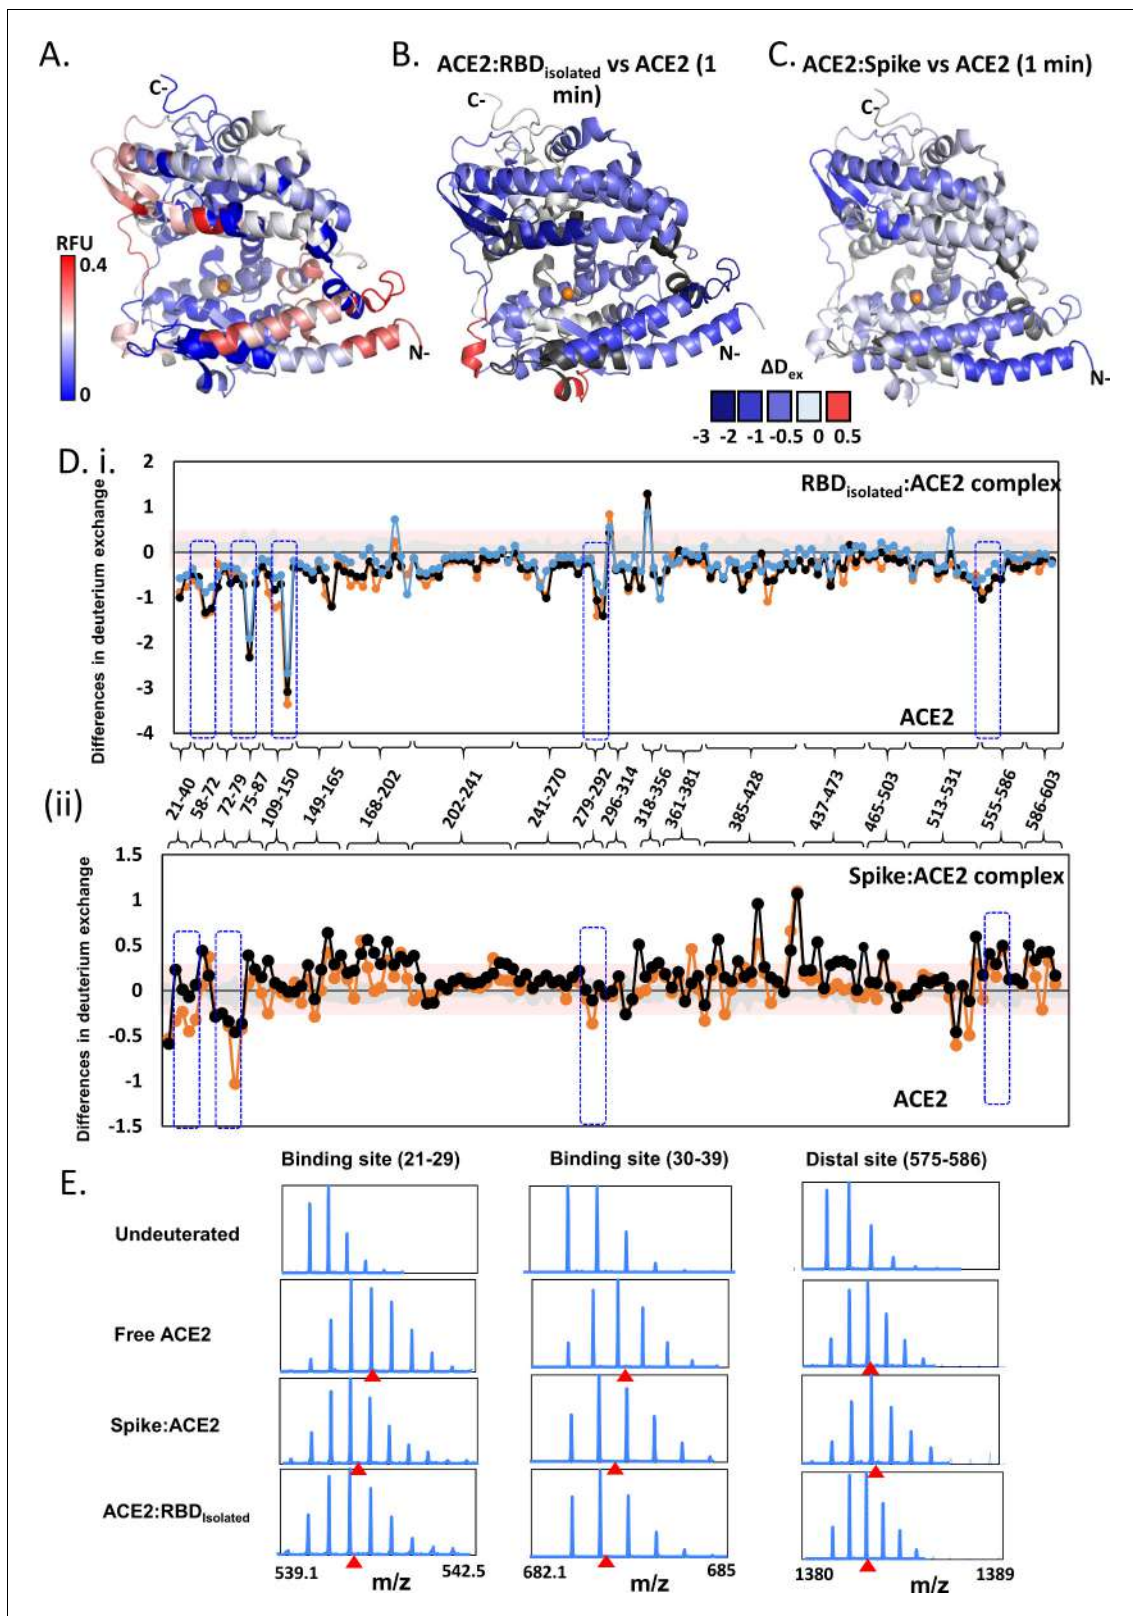 A.
B.
ACE2:RBDisolated vs ACE2 (1
min)
C.
ACE2:Spike vs ACE2 (1 min)
C-
C-
C-
RFU
0.4
0
N-
N-
N-
ΔDex
-3 -2 -1 -0.5 0 0.5
D. i.
RBDisolated:ACE2 complex
Differences in deuterium exchange
2
1
0
-1
-2
-3
-4
ACE2
21-40
58-72
72-79
75-87
109-150
149-165
168-202
202-241
241-270
279-292
296-314
318-356
361-381
385-428
437-473
465-503
513-531
555-586
586-603
(ii)
Spike:ACE2 complex
Differences in deuterium exchange
1.5
1
0.5
0
-0.5
-1
-1.5
ACE2
E.
Binding site (21-29)
Binding site (30-39)
Distal site (575-586)
Undeuterated
Free ACE2
Spike:ACE2
ACE2:RBDIsolated
539.1 m/z 542.5
682.1 m/z 685
1380 m/z 1389